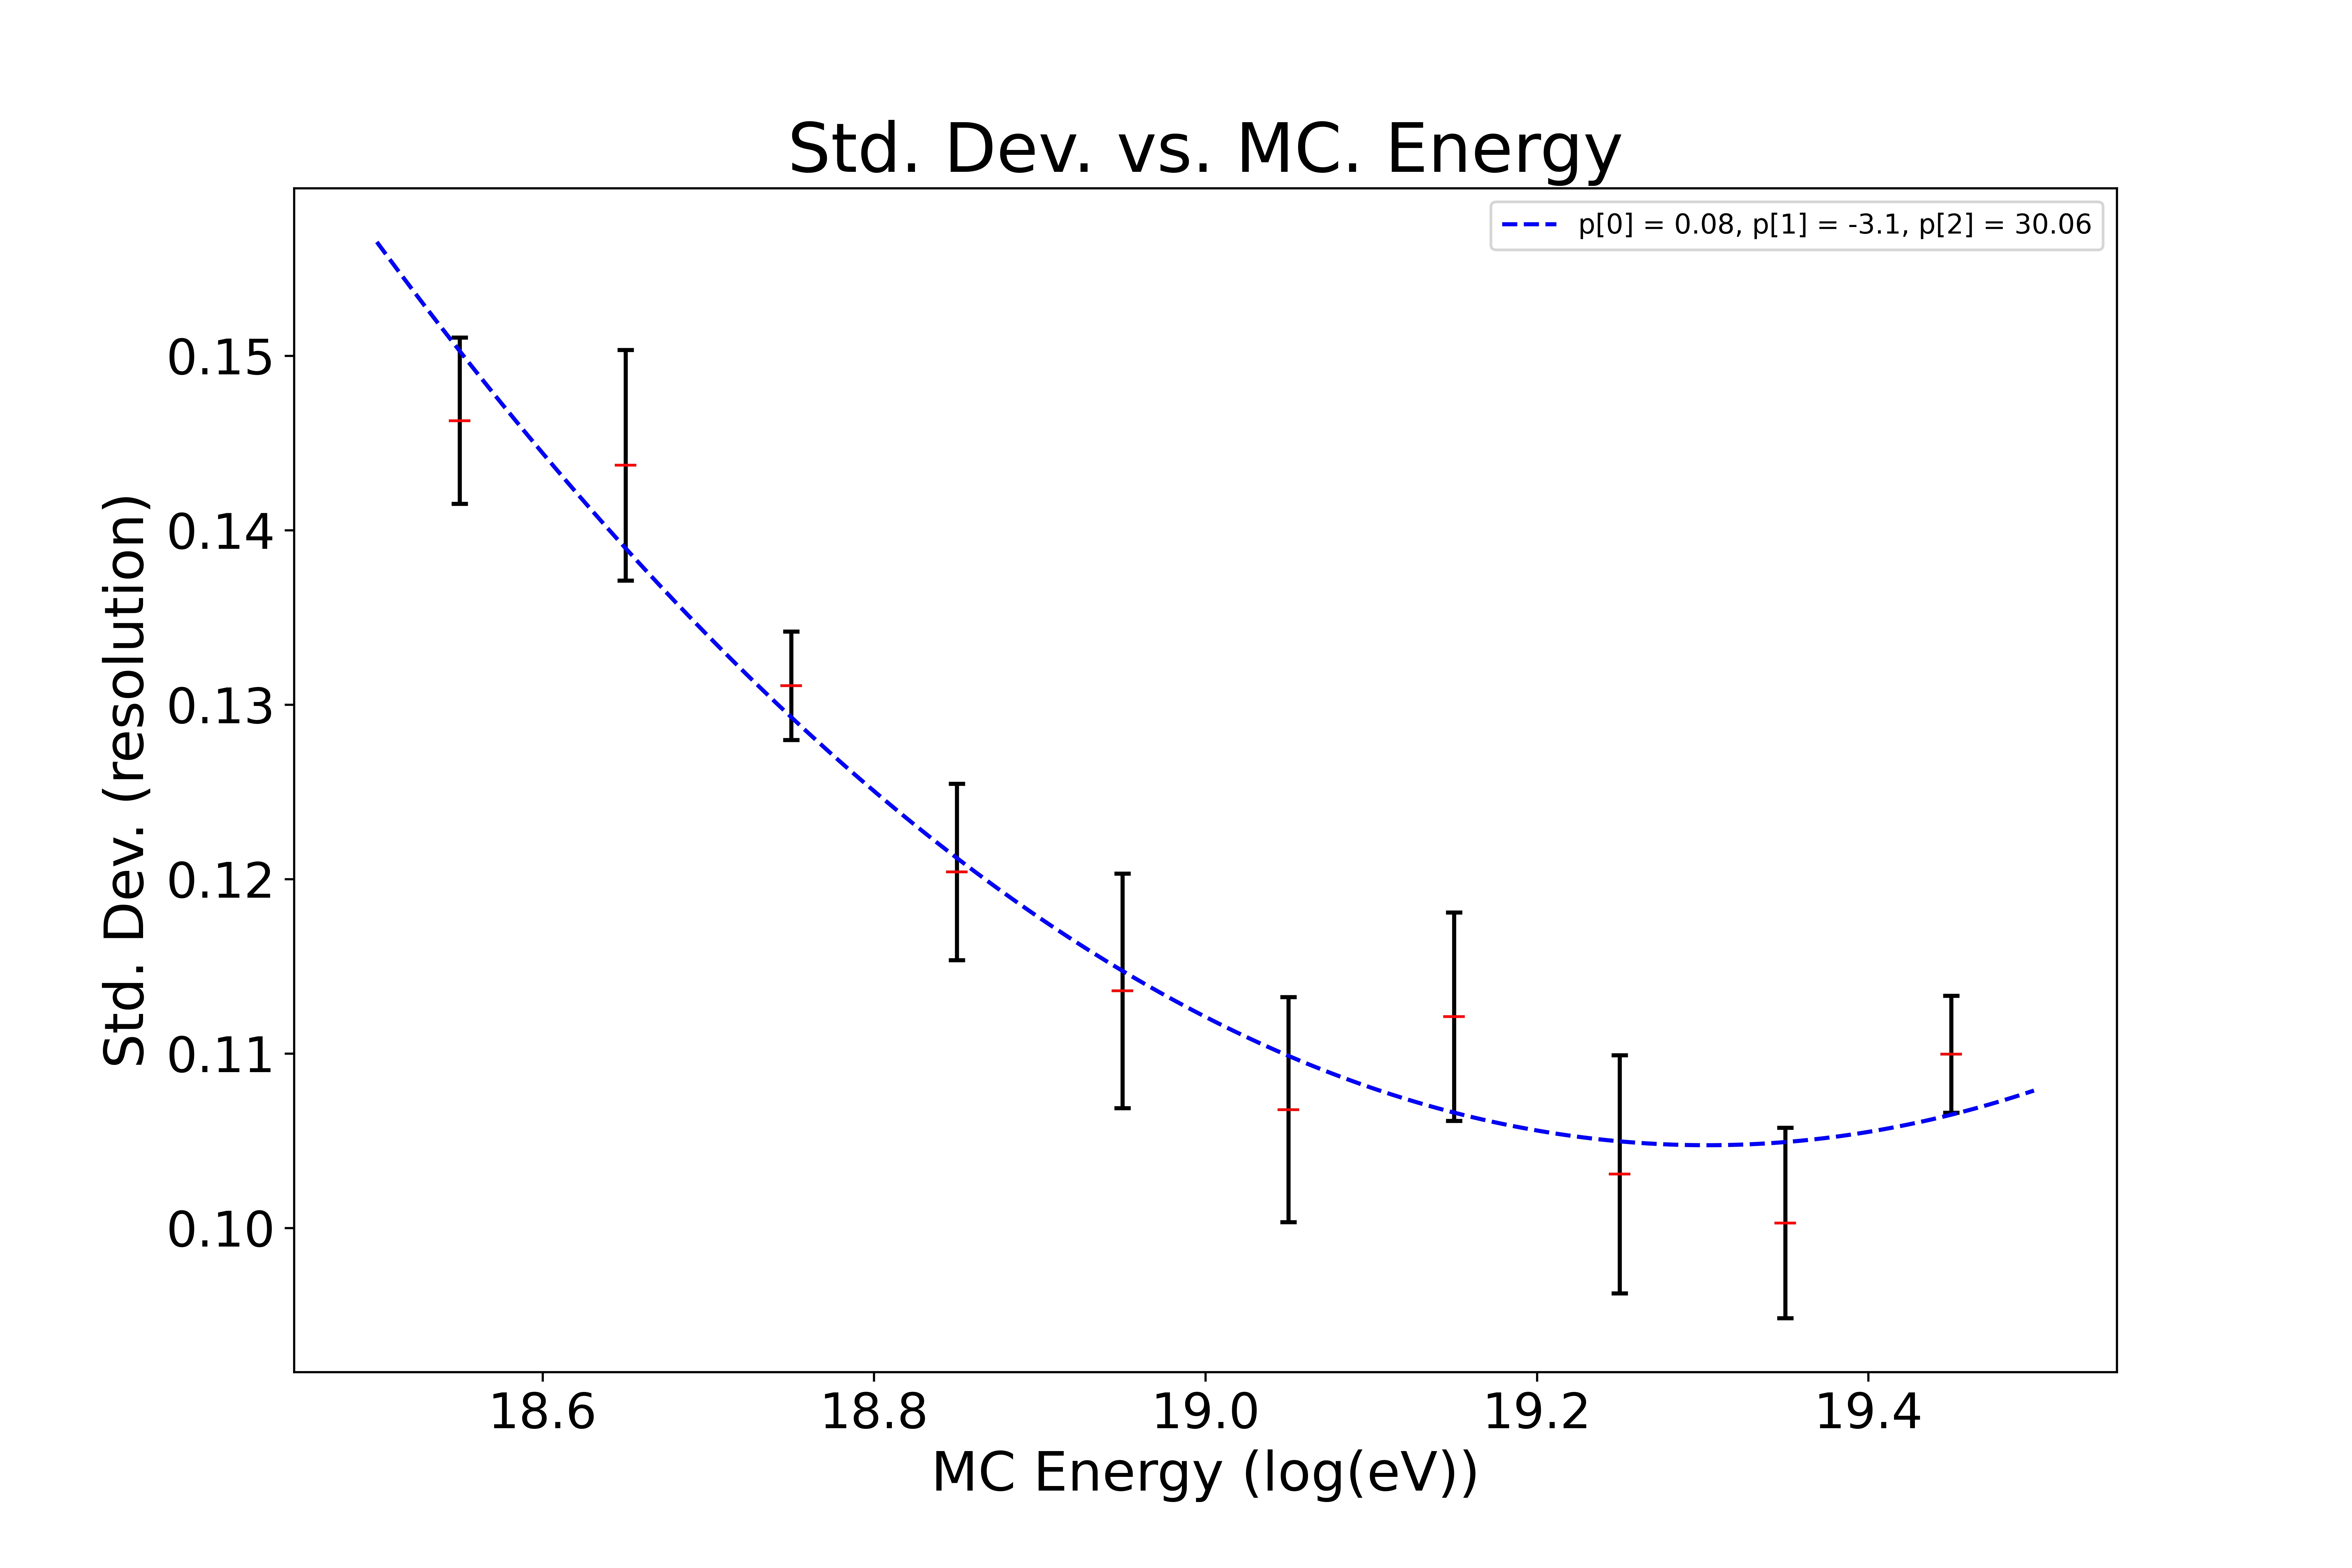 Std. Dev. vs. MC. Energy
p[0] = 0.08, p[1] = -3.1, p[2] = 30.06
Std. Dev. (resolution)
0.15
0.14
0.13
0.12
0.11
0.10
18.6 18.8 19.0 19.2 19.4
MC Energy (log(eV))